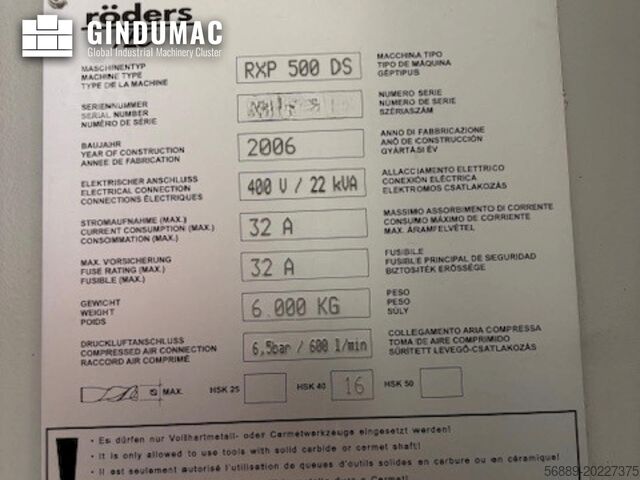 röders
GINDUMAC
Global Industrial Machinery Cluster
MASCHINENTYP
MACHINE TYPE
TYPE DE LA MACHINE
RXP 500 DS
MACCHINA TIPO
TIPO DE MÁQUINA
GÉPTIPUS
SERIENNUMMER
SERIAL NUMBER
NUMÉRO DE SÉRIE
NUMERO SERIE
NÚMERO DE SERIE
SZÉRIASZÁM
BAUJAHR
YEAR OF CONSTRUCTION
ANNEE DE FABRICATION
2006
ANNO DI FABBRICAZIONE
ANÓ DE CONSTRUCCIÓN
GYÁRTÁSI ÉV
ELEKTRISCHER ANSCHLUSS
ELECTRICAL CONNECTION
CONNECTIONS ÉLECTRIQUES
400 V / 22 kVA
ALLACCIAMENTO ELETTRICO
CONEXIÓN ELÉCTRICA
ELEKTROMOS CSATLAKOZÁS
STROMAUFNAHME (MAX.)
CURRENT CONSUMPTION (MAX.)
CONSOMMATION (MAX.)
32 A
MASSIMO ASSORBIMENTO DI CORRENTE
CONSUMO MÁXIMO DE CORRIENTE
MAX. ÁRAMFELVÉTEL
MAX. VORSICHERUNG
FUSE RATING (MAX.)
FUSIBLE (MAX.)
32 A
FUSIBILE
FUSIBLE PRINCIPAL DE SEGURIDAD
BIZTOSITÉK ERÖSSÉGE
GEWICHT
WEIGHT
POIDS
6.000 KG
PESO
PESO
SÚLY
DRUCKLUFTANSCHLUSS
COMPRESSED AIR CONNECTION
RACCORD AIR COMPRIMÉ
6,5bar / 600 l/min
COLLEGAMENTO ARIA COMPRESSA
TOMA DE AIRE COMPRIMIDO
SÜRÍTETT LEVEGŐ-CSATLAKOZÁS
MAX. HSK 25 HSK 40 16 HSK 50
! • Es dürfen nur Vollhartmetall- oder Cermetwerkzeuge eingesetzt werden!
• It is only allowed to use tools with solid carbide or cermet shaft!
• Il est seulement autorisé l'utilisation de queues d'outils solides en carbure ou en céramique!
56889-20227375